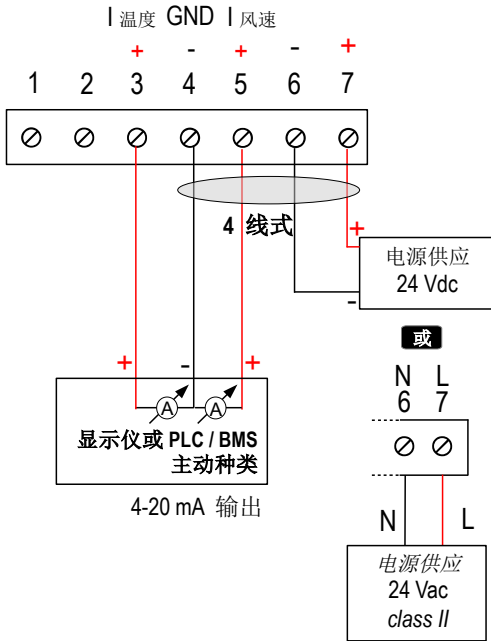 I 温度 GND I 风速
+ - + - +
1 2 3 4 5 6 7
4 线式
+
电源供应
24 Vdc
-
或
+ - +
A A
显示仪或 PLC / BMS
主动种类
4-20 mA 输出
N L
6 7
N L
电源供应
24 Vac
class II